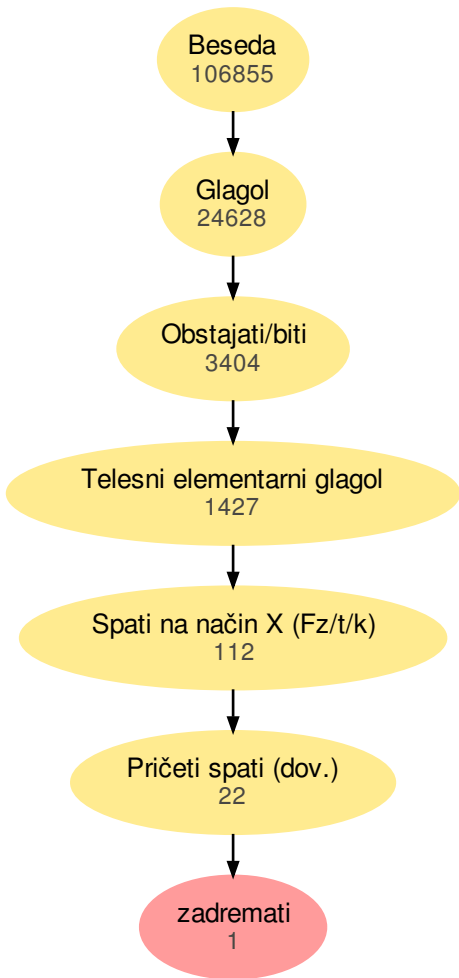 Beseda
106855
Glagol
24628
Obstajati/biti
3404
Telesni elementarni glagol
1427
Spati na način X (Fz/t/k)
112
Pričeti spati (dov.)
22
zadremati
1